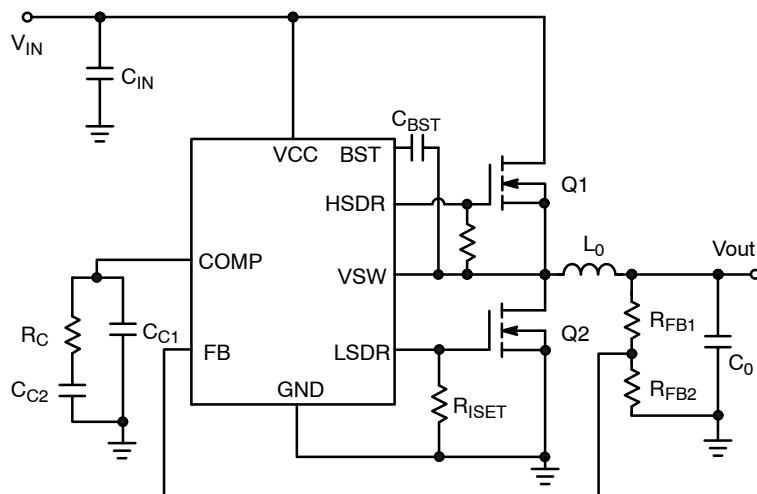 V_IN
C_IN
C_BST
VCC
BST
Q1
HSDR
L_0
Vout
COMP
VSW
R_C
C_C1
R_FB1
Q2
FB
LSDR
C_0
C_C2
GND
R_ISET
R_FB2